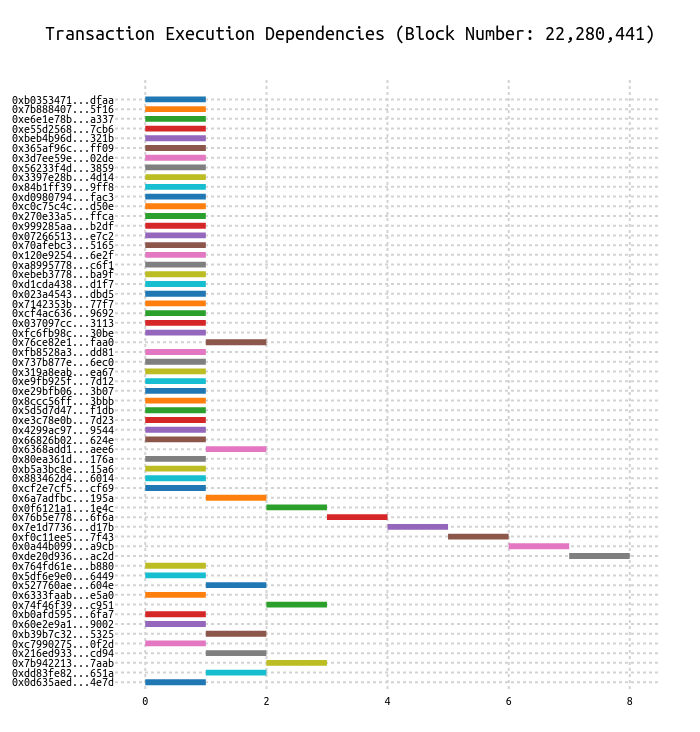 Transaction Execution Dependencies (Block Number: 22,280,441)
0xb0353471...dfaa
0x7b888407...5f16
0xe6e1e78b...a337
0xe55d2568...7cb6
0xbeb4b96d...321b
0x365af96c...ff09
0x3d7ee59e...02de
0x56233f4d...3859
0x3397e28b...4d14
0x84b1ff39...9ff8
0xd0980794...fac3
0xc0c75c4c...d50e
0x270e33a5...ffca
0x999285aa...b2df
0x07266513...e7c2
0x70afebc3...5165
0x120e9254...6e2f
0xa8995778...c6f1
0xebeb3778...ba9f
0xd1cda438...d1f7
0x023a4543...dbd5
0x7142353b...77f7
0xcf4ac636...9692
0x037097cc...3113
0xfc6fb98c...30be
0x76ce82e1...faa0
0xfb8528a3...dd81
0x737b877e...6ec0
0x319a8eab...ea67
0xe9fb925f...7d12
0xe29bfb06...3b07
0x8ccc56ff...3bbb
0x5d5d7d47...f1db
0xe3c78e0b...7d23
0x4299ac97...9544
0x66826b02...624e
0x6368add1...aee6
0x80ea361d...176a
0xb5a3bc8e...15a6
0x883462d4...6014
0xcf2e7cf5...cf69
0x6a7adfbc...195a
0x0f6121a1...1e4c
0x76b5e778...6f6a
0x7e1d7736...d17b
0xf0c11ee5...7f43
0x0a44b099...a9cb
0xde20d936...ac2d
0x764fd61e...b880
0x5df6e9e0...6449
0x527760ae...604e
0x6333faab...e5a0
0x74f46f39...c951
0xb0afd595...6fa7
0x60e2e9a1...9002
0xb39b7c32...5325
0xc7990275...0f2d
0x216ed933...cd94
0x7b942213...7aab
0xdd83fe82...651a
0x0d635aed...4e7d
0 2 4 6 8